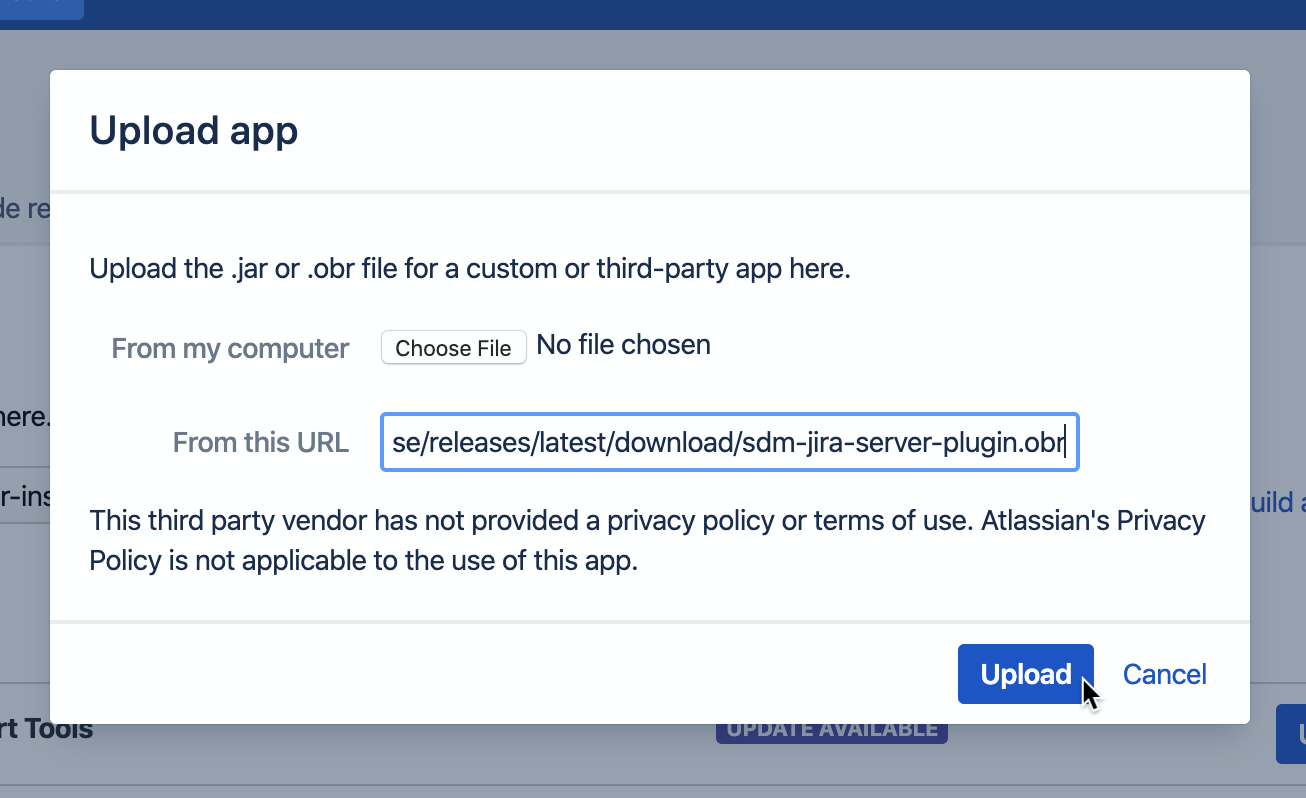 Upload app
de re
Upload the .jar or .obr file for a custom or third-party app here.
From my computer Choose File No file chosen
here.
From this URL se/releases/latest/download/sdm-jira-server-plugin.obr
r-ins
uild a
This third party vendor has not provided a privacy policy or terms of use. Atlassian's Privacy
Policy is not applicable to the use of this app.
Upload Cancel
rt Tools UPDATE AVAILABLE